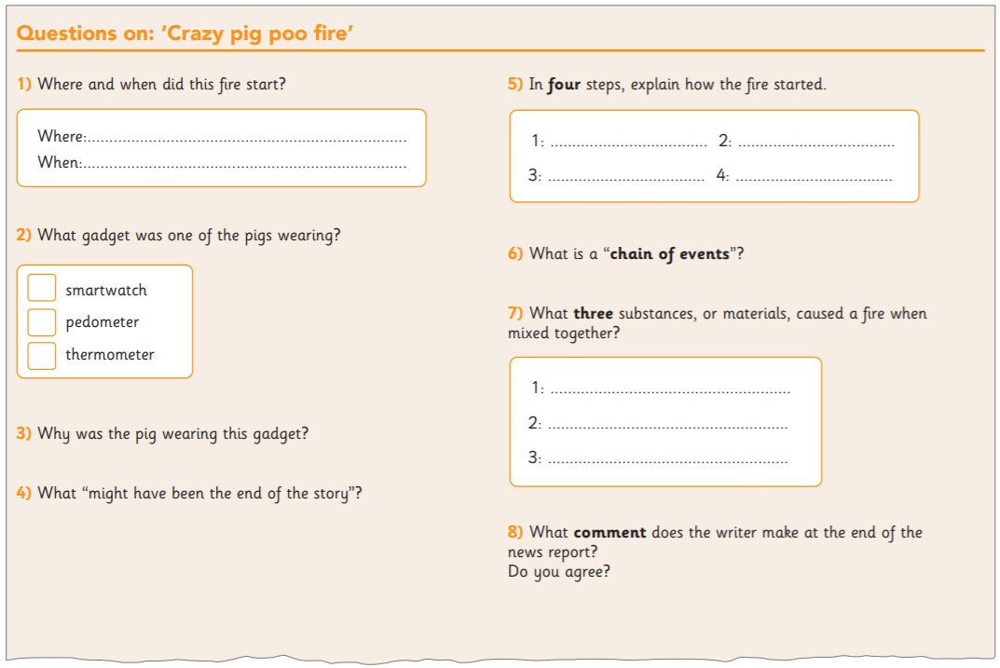 Questions on: ‘Crazy pig poo fire’
1) Where and when did this fire start?
Where:......................................................................
When:.......................................................................
2) What gadget was one of the pigs wearing?
smartwatch
pedometer
thermometer
3) Why was the pig wearing this gadget?
4) What “might have been the end of the story”?
5) In four steps, explain how the fire started.
1: ................................... 2: ...................................
3: ................................... 4: ...................................
6) What is a “chain of events”?
7) What three substances, or materials, caused a fire when
mixed together?
1: .....................................................
2: .....................................................
3: .....................................................
8) What comment does the writer make at the end of the
news report?
Do you agree?